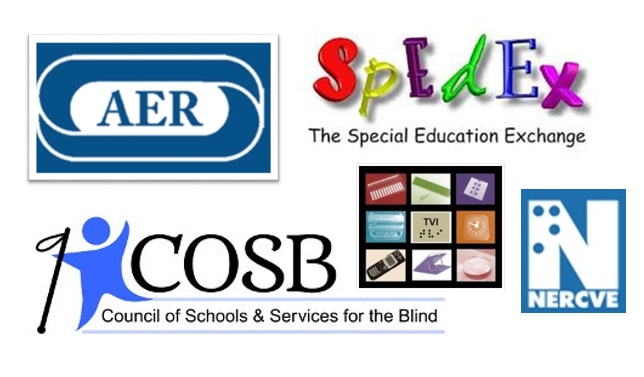 AER
SpEdEx
The Special Education Exchange
TVI
COSB
Council of Schools & Services for the Blind
NERCVE
N